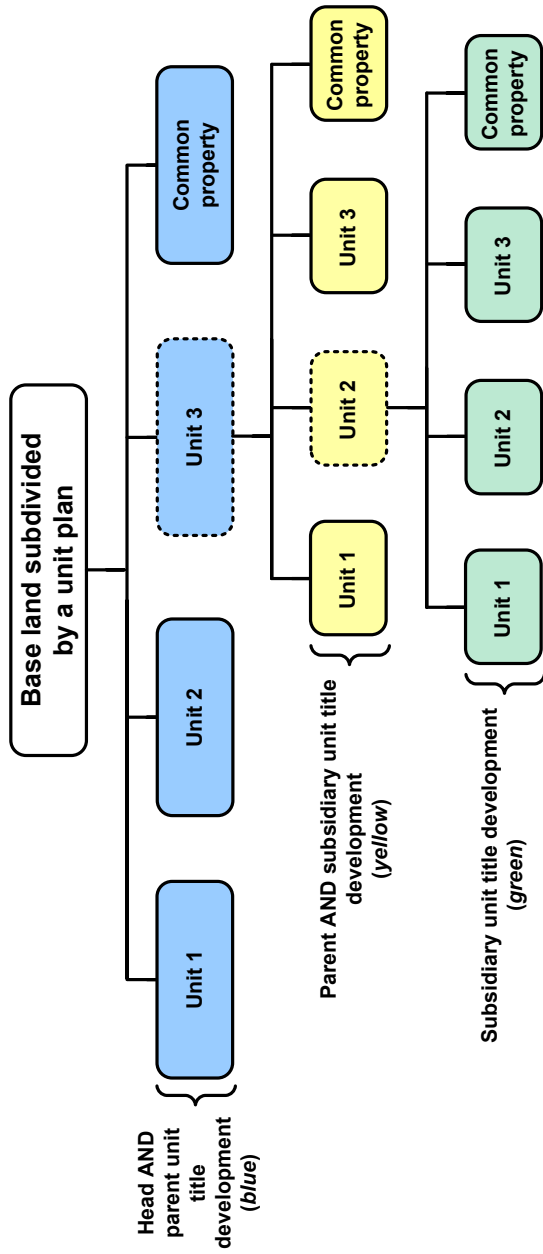 Base land subdivided
by a unit plan
Head AND
parent unit
title
development
(blue)
Unit 1
Unit 2
Unit 3
Common
property
Parent AND subsidiary unit title
development
(yellow)
Unit 1
Unit 2
Unit 3
Common
property
Subsidiary unit title development
(green)
Unit 1
Unit 2
Unit 3
Common
property